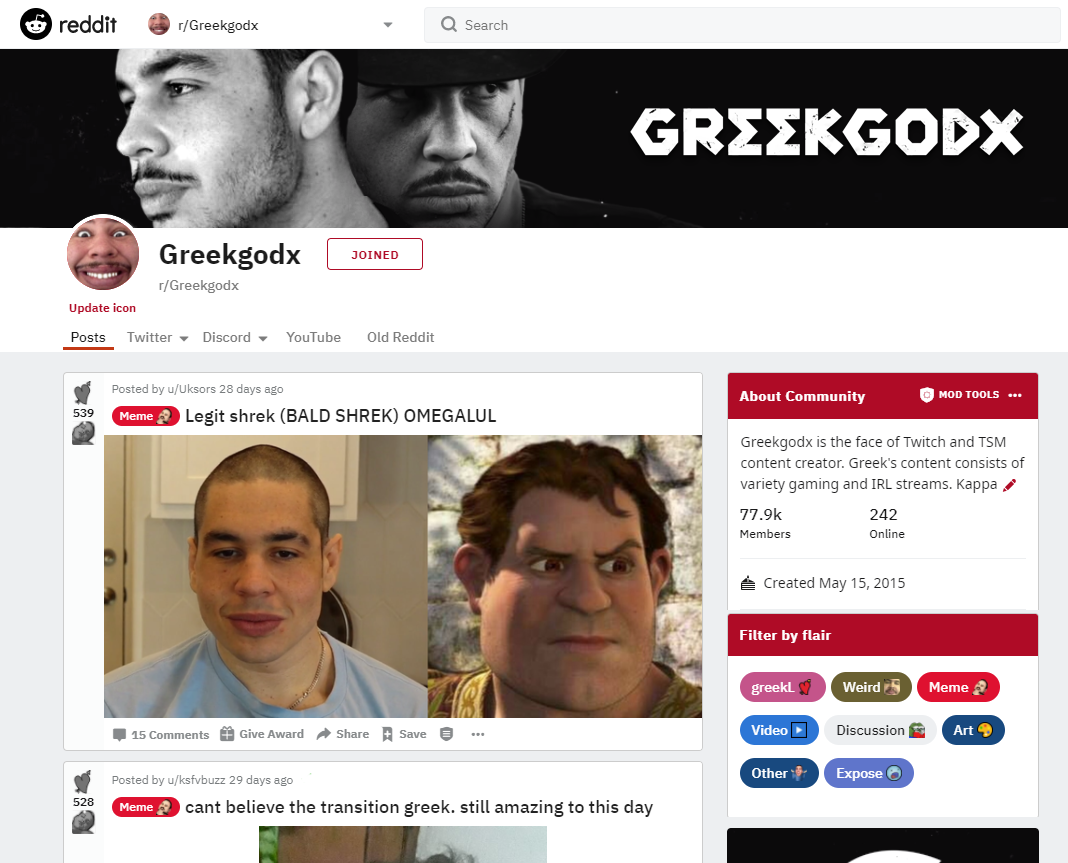 reddit
r/Greekgodx
Search
GRΣΣKGODX
Greekgodx
JOINED
r/Greekgodx
Update icon
Posts
Twitter
Discord
YouTube
Old Reddit
539
Posted by u/Uksors 28 days ago
Meme Legit shrek (BALD SHREK) OMEGALUL
15 Comments
Give Award
Share
Save
528
Posted by u/ksfvbuzz 29 days ago
Meme cant believe the transition greek. still amazing to this day
About Community
MOD TOOLS
Greekgodx is the face of Twitch and TSM
content creator. Greek's content consists of
variety gaming and IRL streams. Kappa
77.9k
Members
242
Online
Created May 15, 2015
Filter by flair
greekL
Weird
Meme
Video
Discussion
Art
Other
Expose